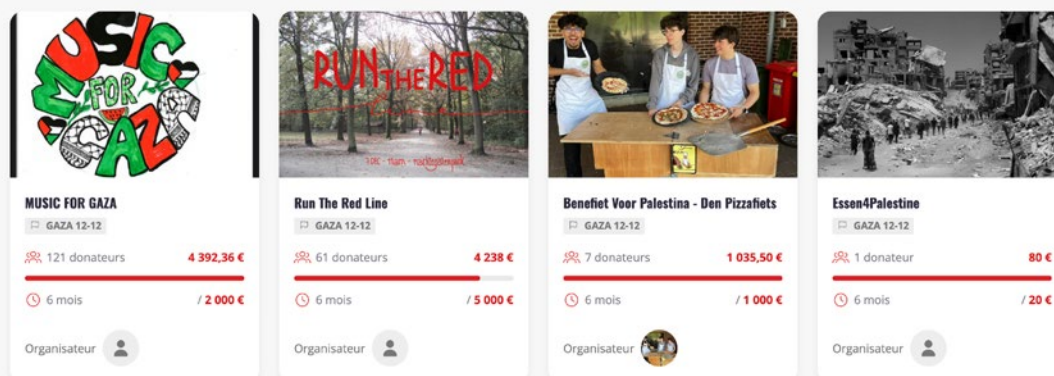 MUSIC
FOR
GAZA
RUN THE RED
Line
MUSIC FOR GAZA
GAZA 12-12
121 donateurs 4 392,36 €
6 mois / 2 000 €
Organisateur
Run The Red Line
GAZA 12-12
61 donateurs 4 238 €
6 mois / 5 000 €
Organisateur
Benefiet Voor Palestina - Den Pizzafiets
GAZA 12-12
7 donateurs 1 035,50 €
6 mois / 1 000 €
Organisateur
Essen4Palestine
GAZA 12-12
1 donateur 80 €
6 mois / 20 €
Organisateur